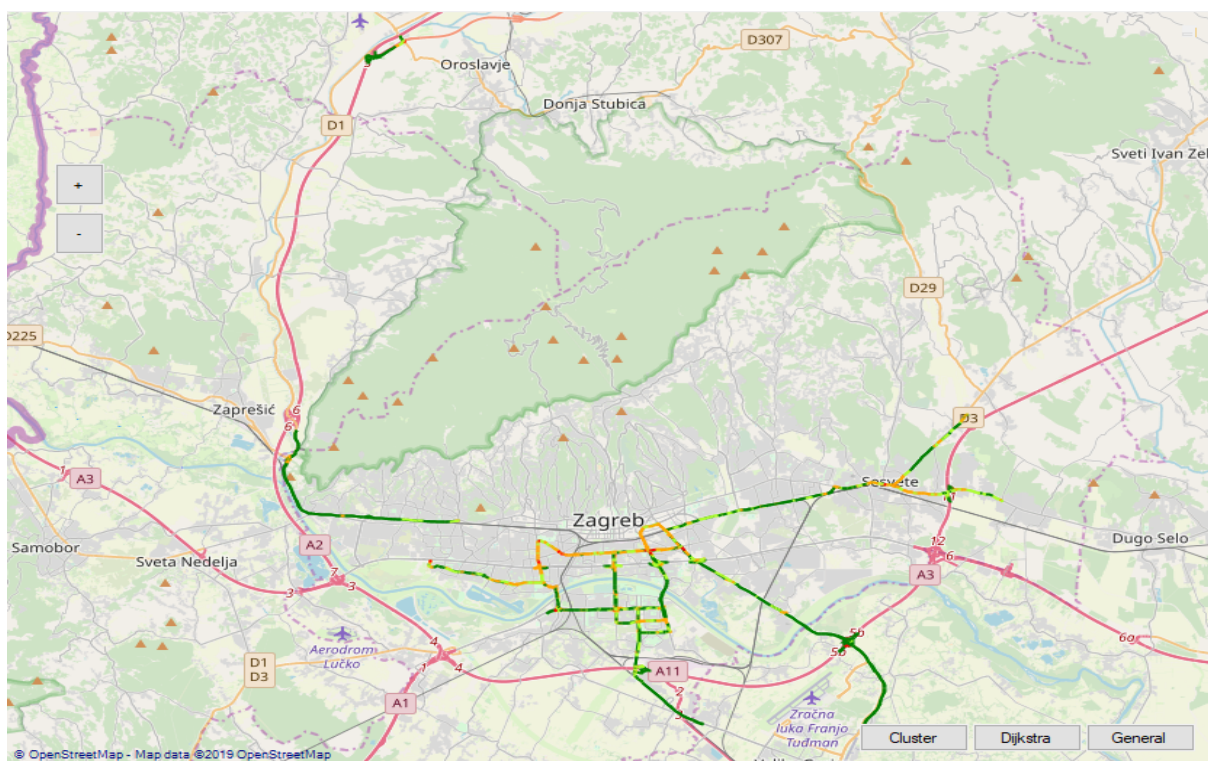 D307
Oroslavje
Donja Stubica
D1
Sveti Ivan Zel
+
-
D29
D225
Zaprešić
6
6
D3
1
A3
Sesvete
Zagreb
12
A2
Samobor
Sveta Nedelja
Dugo Selo
7
3
3
6
A3
5b
5b
6a
4
4
1
Aerodrom
Lučko
D1
D3
A11
2
3
A1
Zračna
luka Franjo
Tuđman
Cluster
Dijkstra
General
© OpenStreetMap - Map data ©2019 OpenStreetMap